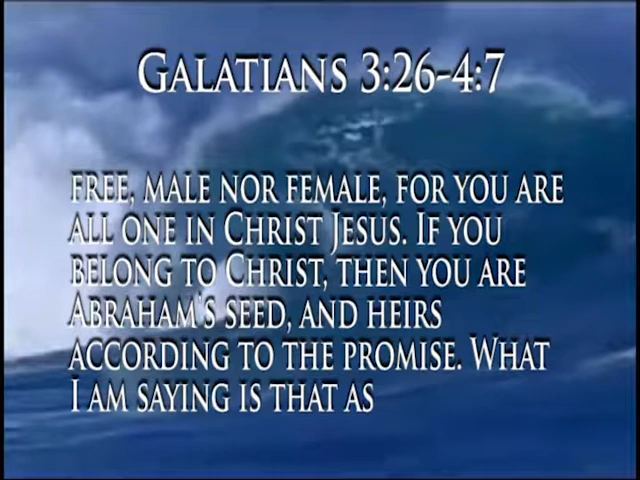 Galatians 3:26-4:7
free, male nor female, for you are
all one in Christ Jesus. If you
belong to Christ, then you are
Abraham's seed, and heirs
according to the promise. What
I am saying is that as